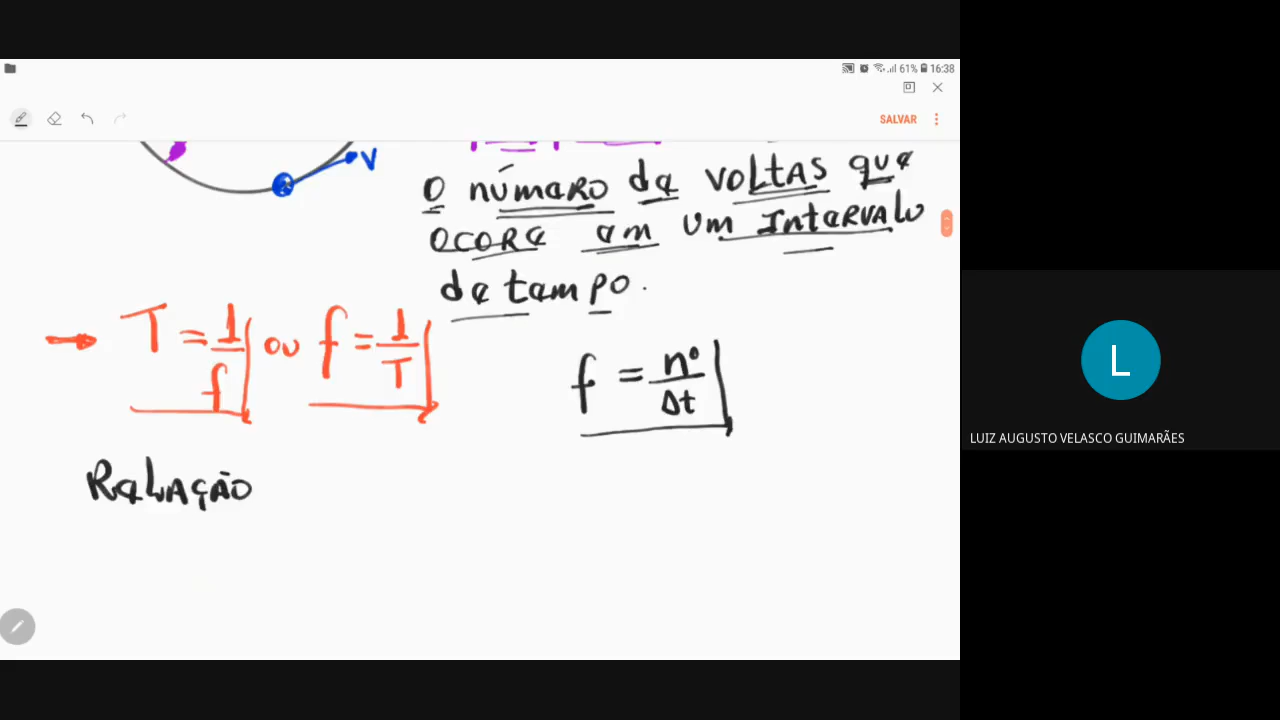 61% 16:38
SALVAR
V
O número de voltas que
ocore em um Intervalo
de tempo.
→ T = 1/f ou f = 1/T
f = nº/Δt
Relação
L
LUIZ AUGUSTO VELASCO GUIMARÃES